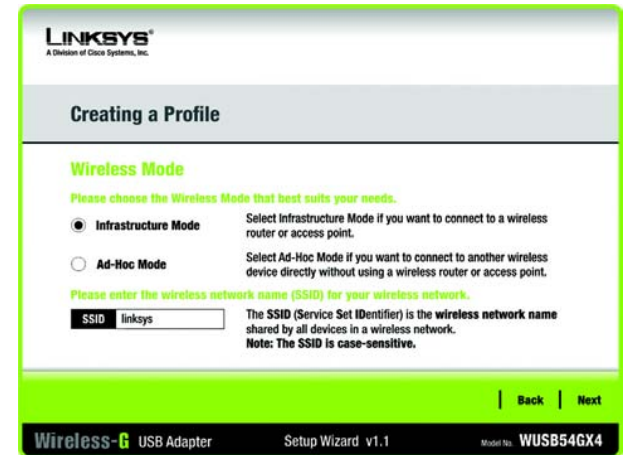 LINKSYS®
A Division of Cisco Systems, Inc.
Creating a Profile
Wireless Mode
Please choose the Wireless Mode that best suits your needs.
Infrastructure Mode
Select Infrastructure Mode if you want to connect to a wireless
router or access point.
Ad-Hoc Mode
Select Ad-Hoc Mode if you want to connect to another wireless
device directly without using a wireless router or access point.
Please enter the wireless network name (SSID) for your wireless network.
SSID linksys
The SSID (Service Set IDentifier) is the wireless network name
shared by all devices in a wireless network.
Note: The SSID is case-sensitive.
Back | Next
Wireless-G USB Adapter Setup Wizard v1.1 Model No. WUSB54GX4